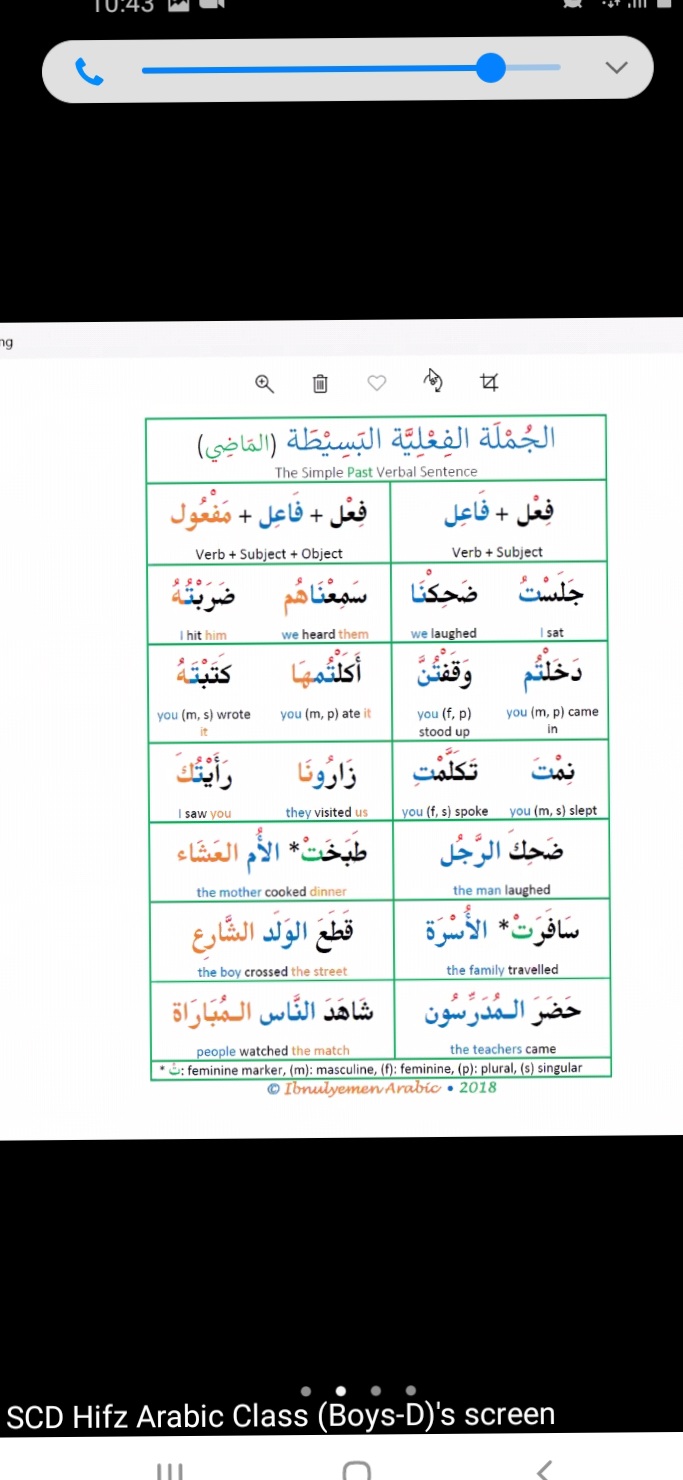 10:43
ng
الجُمْلَة الفِعْلِيَّة البَسِيْطَة (المَاضِي)
The Simple Past Verbal Sentence
فِعْل + فَاعِل
Verb + Subject
فِعْل + فَاعِل + مَفْعُول
Verb + Subject + Object
جَلَسْتُ ضَحِكْنَا
I sat we laughed
سَمِعْنَاهُم ضَرَبْتُهُ
we heard them I hit him
دَخَلْتُم وَقَفْتُنَّ
you (m, p) came in you (f, p) stood up
أَكَلْتُمهَا كَتَبْتَهُ
you (m, p) ate it you (m, s) wrote it
نِمْتَ تَكَلَّمْتِ
you (m, s) slept you (f, s) spoke
زَارُونَا رَأَيْتُكَ
they visited us I saw you
ضَحِكَ الرَّجُل
the man laughed
طَبَخَتْ* الأُم العَشَاء
the mother cooked dinner
سَافَرَتْ* الأُسْرَة
the family travelled
قَطَعَ الوَلَد الشَّارِع
the boy crossed the street
حَضَرَ الـمُدَرِّسُون
the teachers came
شَاهَدَ النَّاس الـمُبَارَاة
people watched the match
* تْ: feminine marker, (m): masculine, (f): feminine, (p): plural, (s) singular
© Ibnulyemen Arabic • 2018
SCD Hifz Arabic Class (Boys-D)'s screen